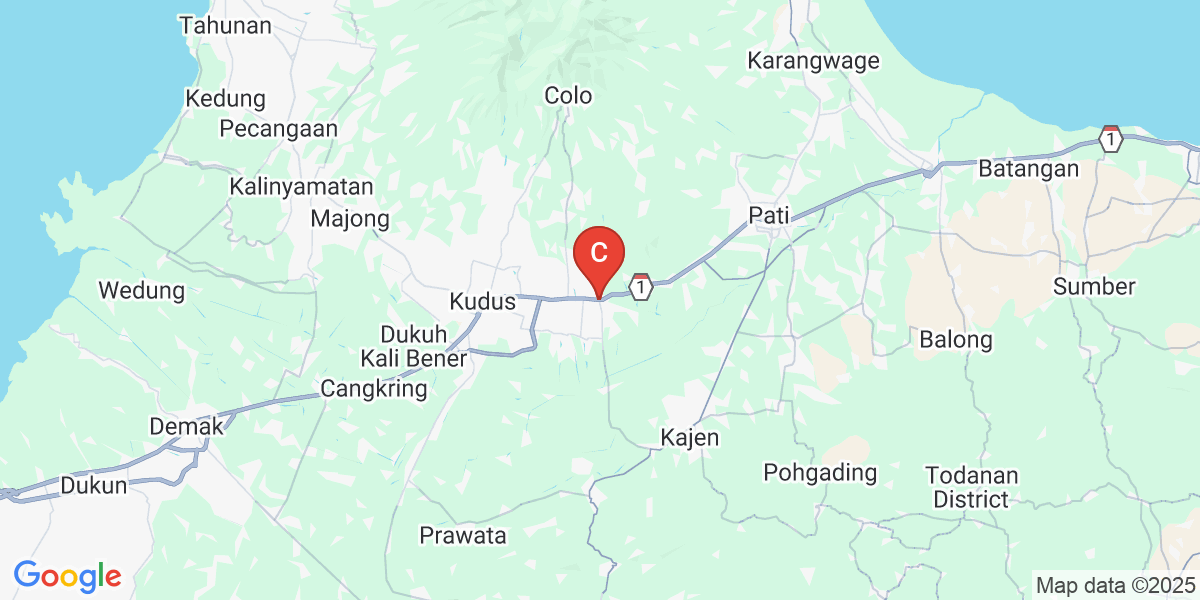 Tahunan
Karangwage
Colo
Kedung
Pecangaan
1
Batangan
Kalinyamatan
Majong
Pati
C
1
Wedung
Kudus
Sumber
Dukuh
Kali Bener
Balong
Cangkring
Demak
Kajen
Pohgading
Todanan
District
Dukun
Prawata
Google
Map data ©2025